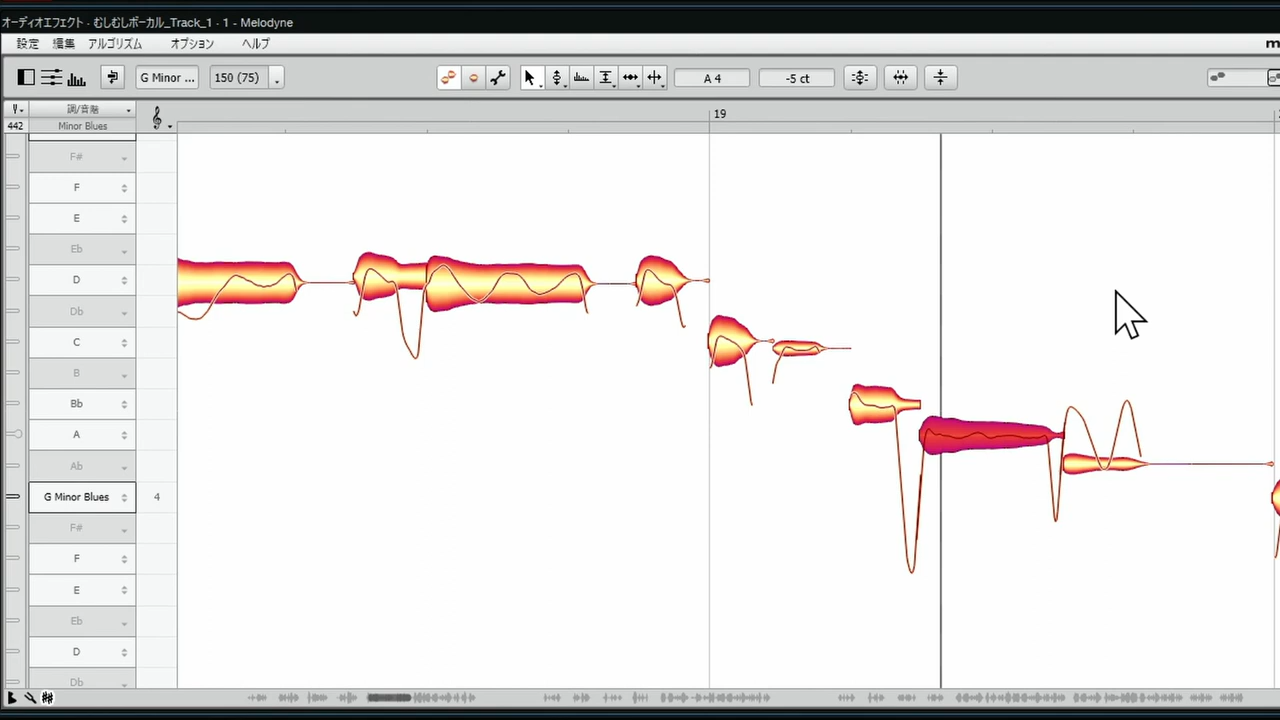 オーディオエフェクト - むしむしボーカル_Track_1 - 1 - Melodyne
設定 編集 アルゴリズム オプション ヘルプ
G Minor ... 150 (75) A 4 -5 ct
調/音階
442 Minor Blues
19
F#
F
E
Eb
D
Db
C
B
Bb
A
Ab
G Minor Blues 4
F#
F
E
Eb
D
Db